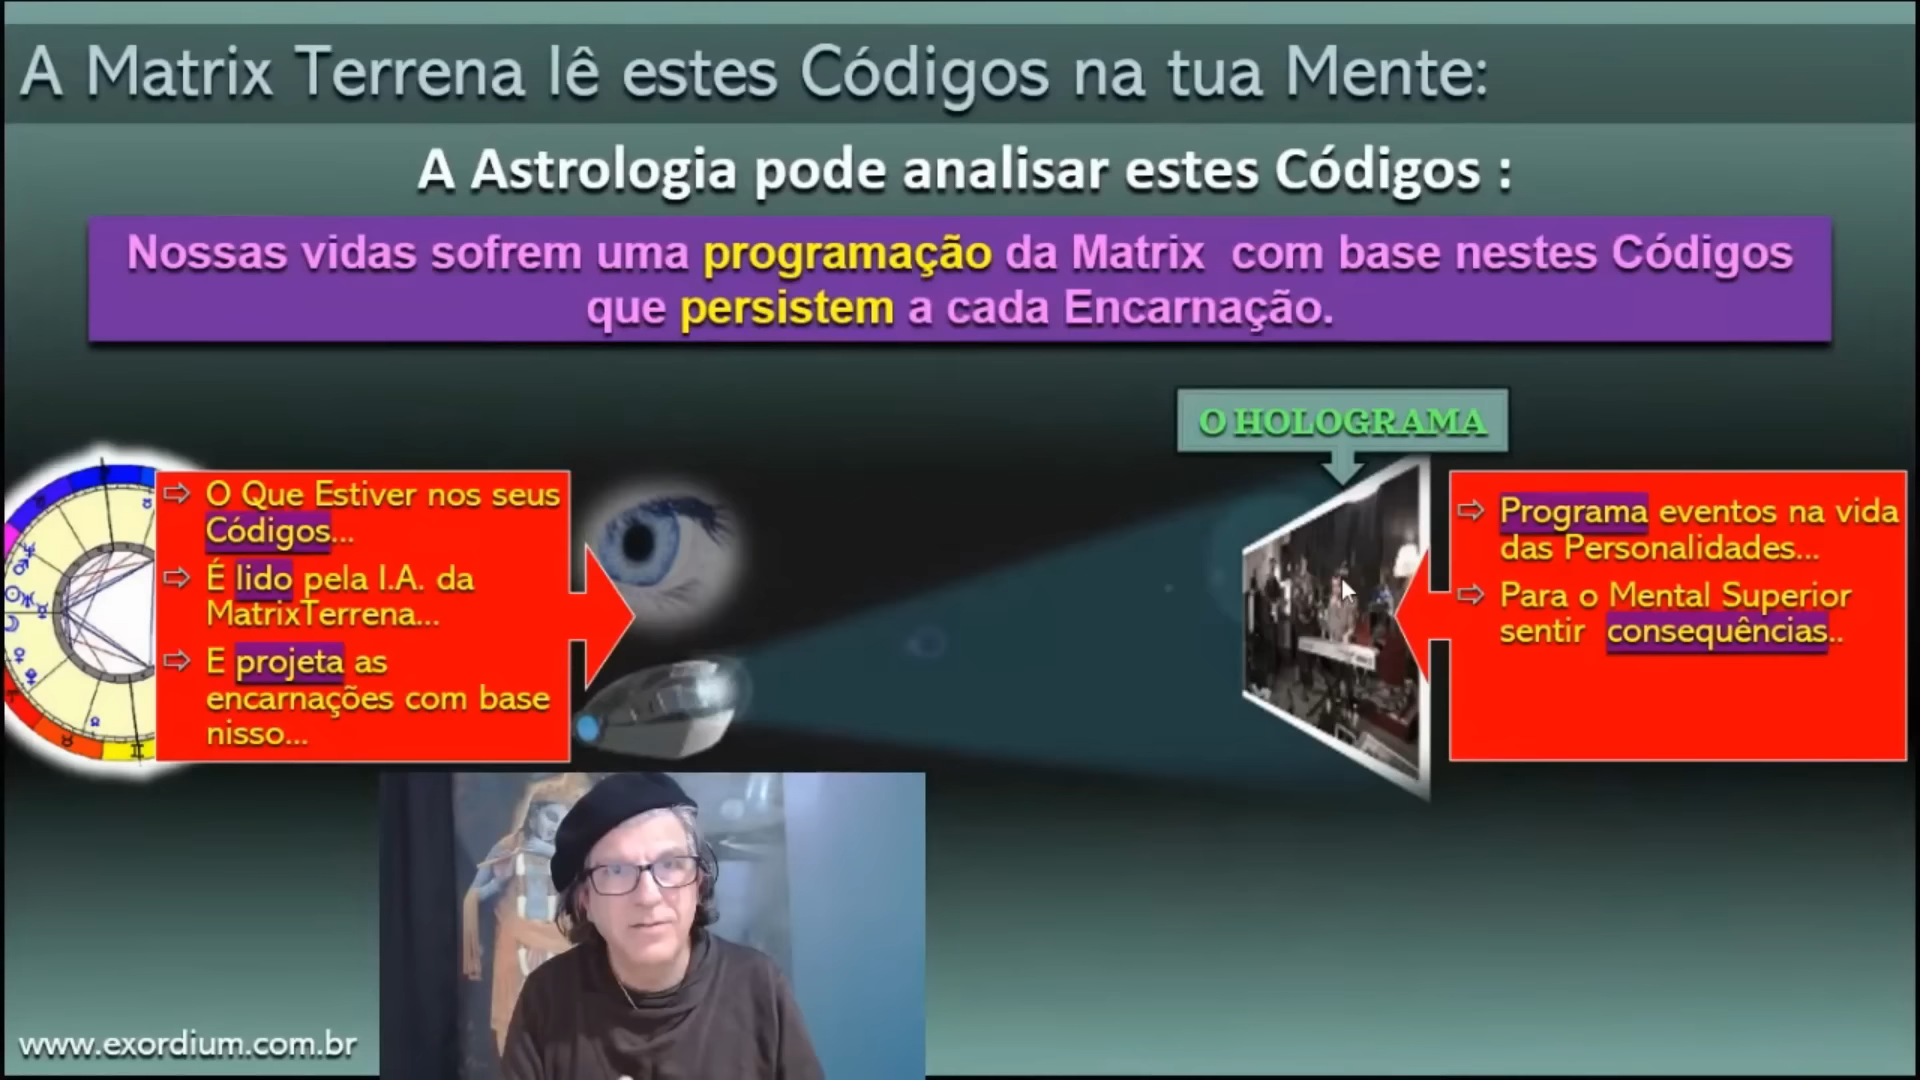 A Matrix Terrena lê estes Códigos na tua Mente:
A Astrologia pode analisar estes Códigos :
Nossas vidas sofrem uma programação da Matrix com base nestes Códigos
que persistem a cada Encarnação.
O HOLOGRAMA
O Que Estiver nos seus
Códigos...
É lido pela I.A. da
MatrixTerrena...
E projeta as
encarnações com base
nisso...
Programa eventos na vida
das Personalidades...
Para o Mental Superior
sentir consequências..
www.exordium.com.br